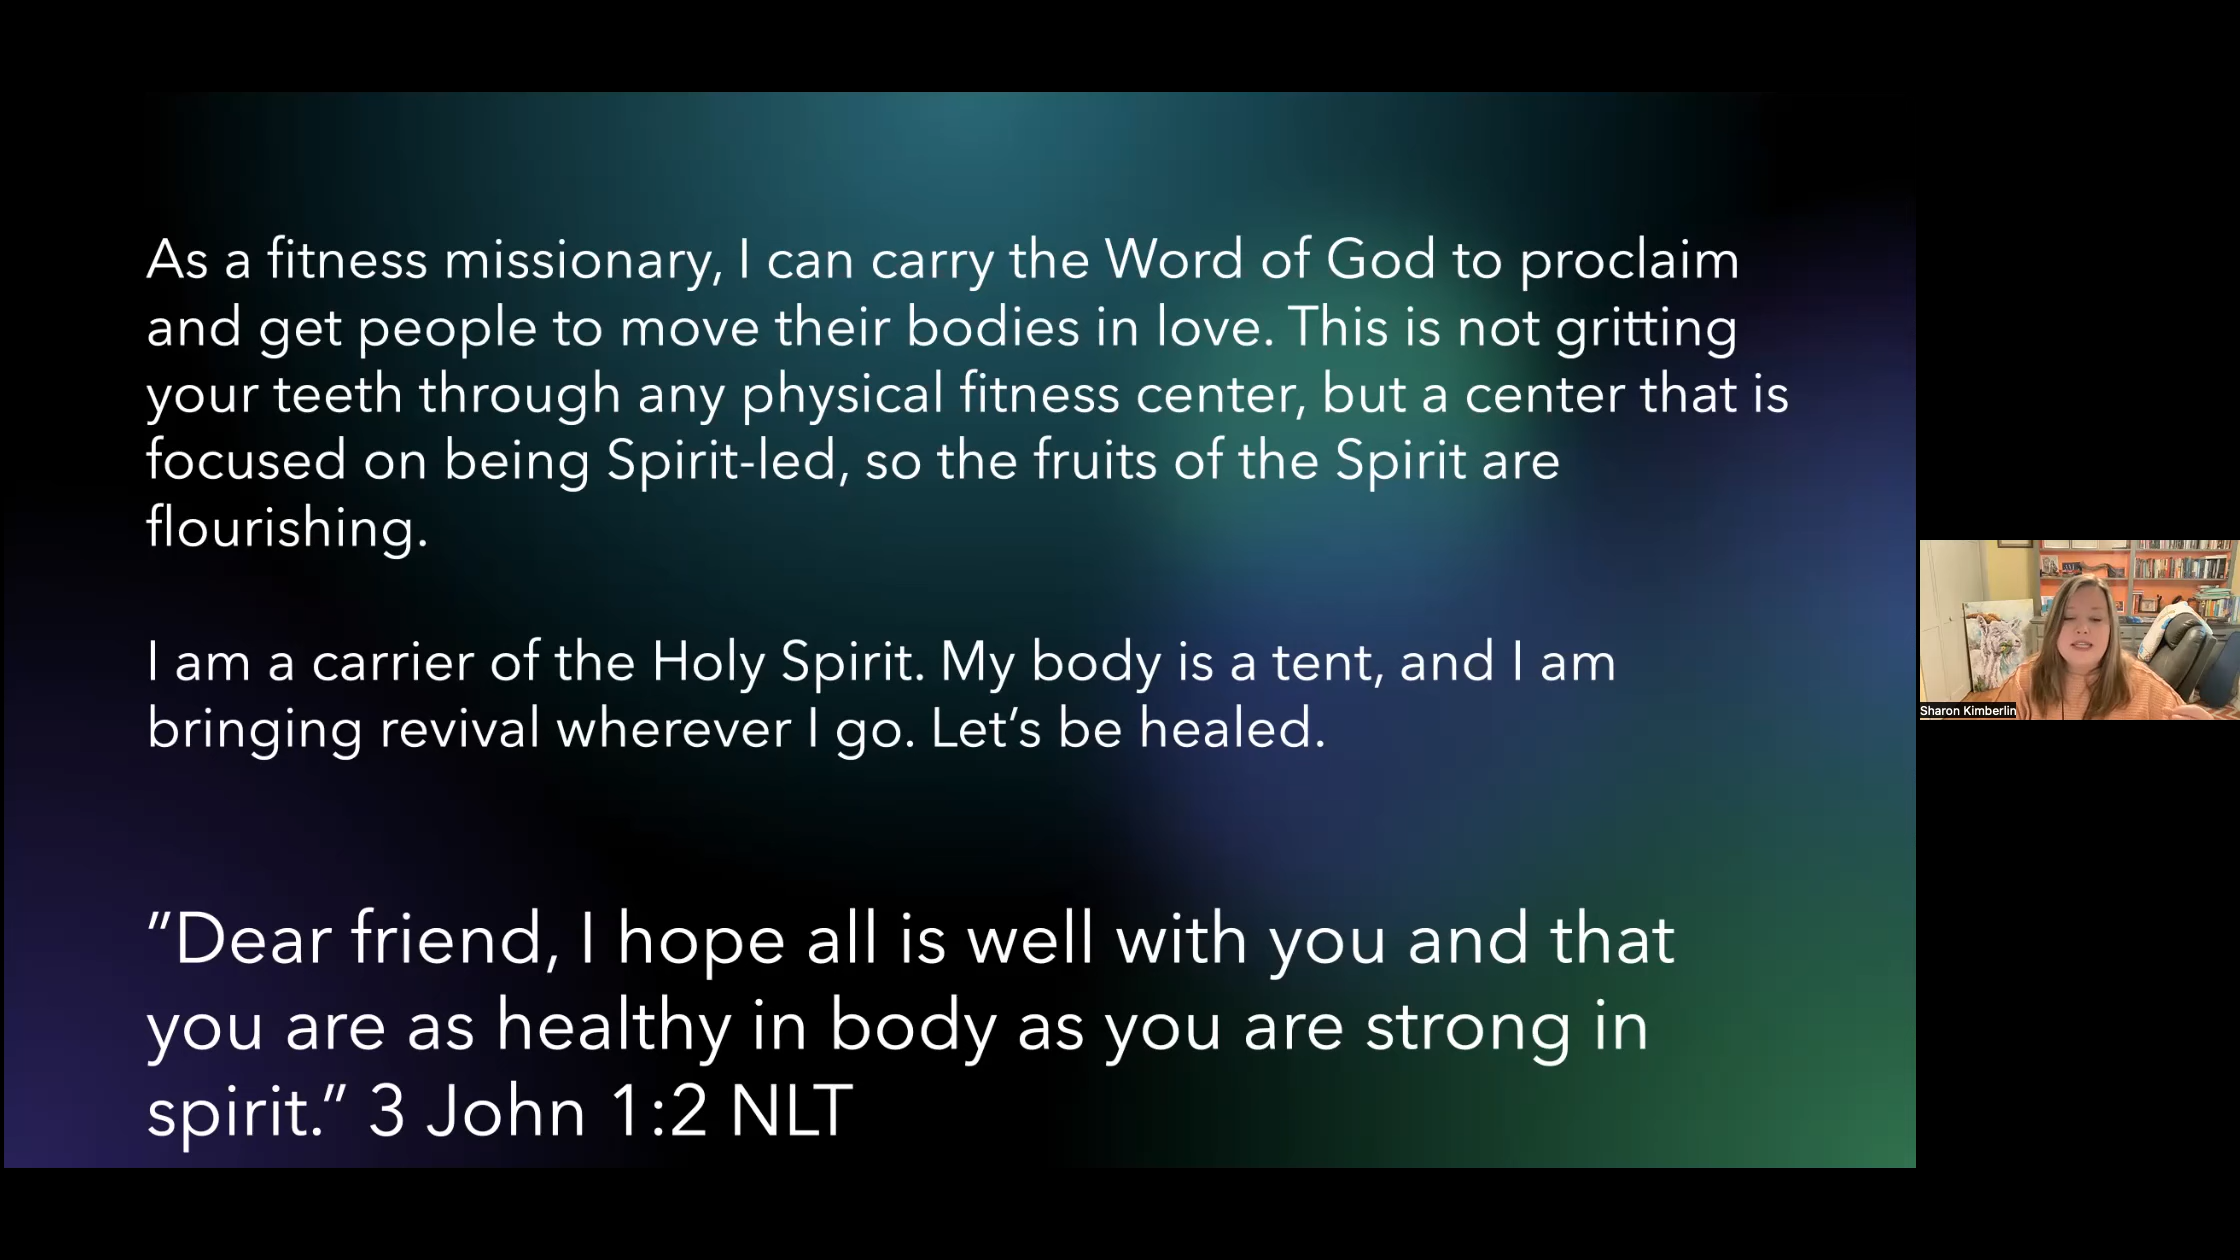 As a fitness missionary, I can carry the Word of God to proclaim
and get people to move their bodies in love. This is not gritting
your teeth through any physical fitness center, but a center that is
focused on being Spirit-led, so the fruits of the Spirit are
flourishing.
I am a carrier of the Holy Spirit. My body is a tent, and I am
bringing revival wherever I go. Let’s be healed.
"Dear friend, I hope all is well with you and that
you are as healthy in body as you are strong in
spirit." 3 John 1:2 NLT
Sharon Kimberlin